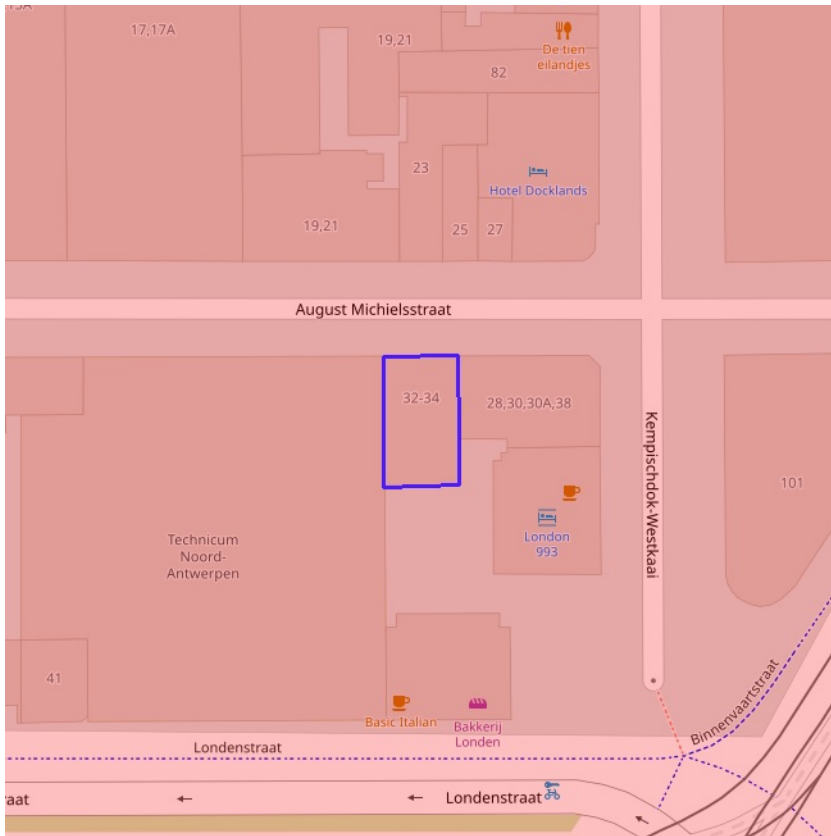 17,17A
19,21
De tien
eilandjes
82
23
Hotel Docklands
19,21
25
27
August Michielsstraat
32-34
28,30,30A,38
Kempischdok-Westkaai
101
London
993
Technicum
Noord-
Antwerpen
41
Basic Italian
Bakkerij
Londen
Binnenvaartstraat
Londenstraat
Londenstraat